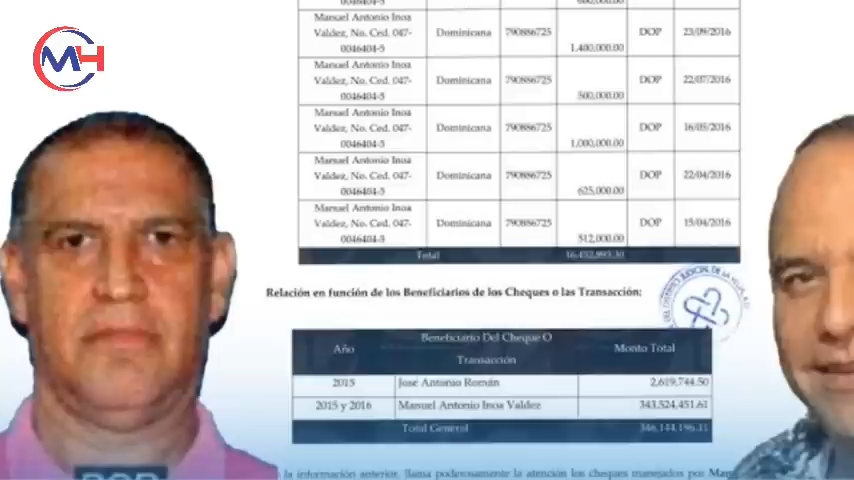 MH
Manuel Antonio Inoa
Valdez, No. Ced. 047-
0046404-5
Dominicana 790886725 1,400,000.00 DOP 23/09/2016
Manuel Antonio Inoa
Valdez, No. Ced. 047-
0046404-5
Dominicana 790886725 500,000.00 DOP 22/07/2016
Manuel Antonio Inoa
Valdez, No. Ced. 047-
0046404-5
Dominicana 790886725 1,000,000.00 DOP 16/05/2016
Manuel Antonio Inoa
Valdez, No. Ced. 047-
0046404-5
Dominicana 790886725 625,000.00 DOP 22/04/2016
Manuel Antonio Inoa
Valdez, No. Ced. 047-
0046404-5
Dominicana 790886725 512,000.00 DOP 15/04/2016
Total
Relación en función de los Beneficiarios de los Cheques o las Transacción:
Año Beneficiario Del Cheque O
Transacción Monto Total
2015 José Antonio Román 2,619,744.50
2015 y 2016 Manuel Antonio Inoa Valdez 343,524,451.61
Total General 346,144,196.11
la información anterior, llama poderosamente la atención los cheques manejados por